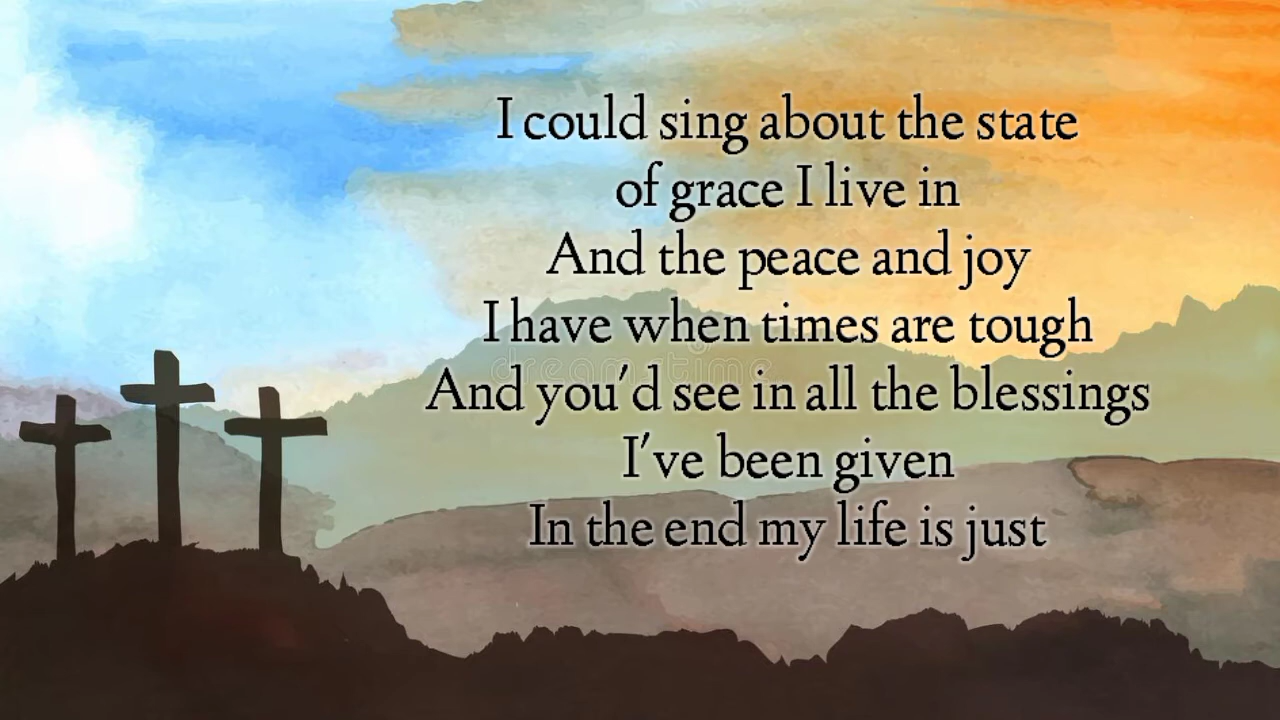 I could sing about the state
of grace I live in
And the peace and joy
I have when times are tough
dreamstime
And you'd see in all the blessings
I've been given
In the end my life is just